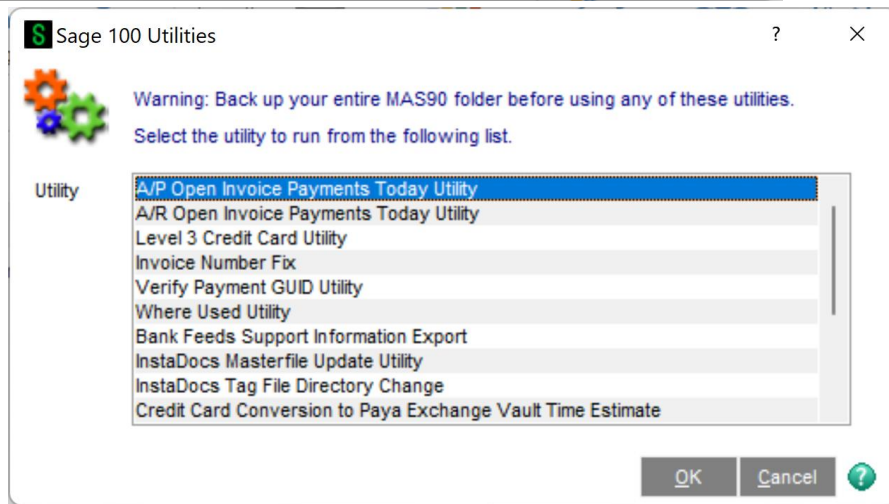 S Sage 100 Utilities ? ×
Warning: Back up your entire MAS90 folder before using any of these utilities.
Select the utility to run from the following list.
Utility
A/P Open Invoice Payments Today Utility
A/R Open Invoice Payments Today Utility
Level 3 Credit Card Utility
Invoice Number Fix
Verify Payment GUID Utility
Where Used Utility
Bank Feeds Support Information Export
InstaDocs Masterfile Update Utility
InstaDocs Tag File Directory Change
Credit Card Conversion to Paya Exchange Vault Time Estimate
OK Cancel ?